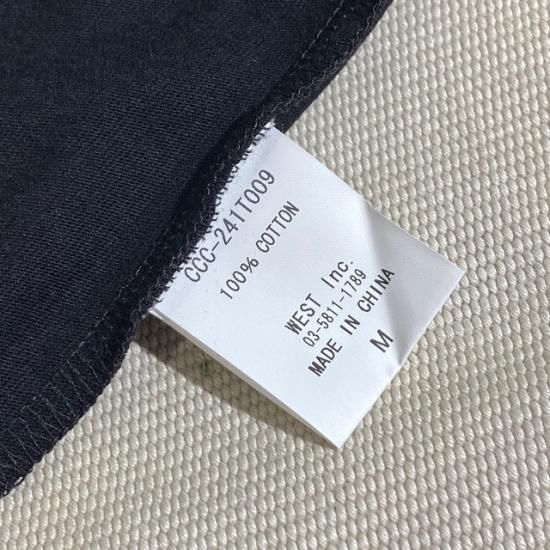 CCC-241T009
100% COTTON
WEST Inc.
03-5811-1789
MADE IN CHINA
M